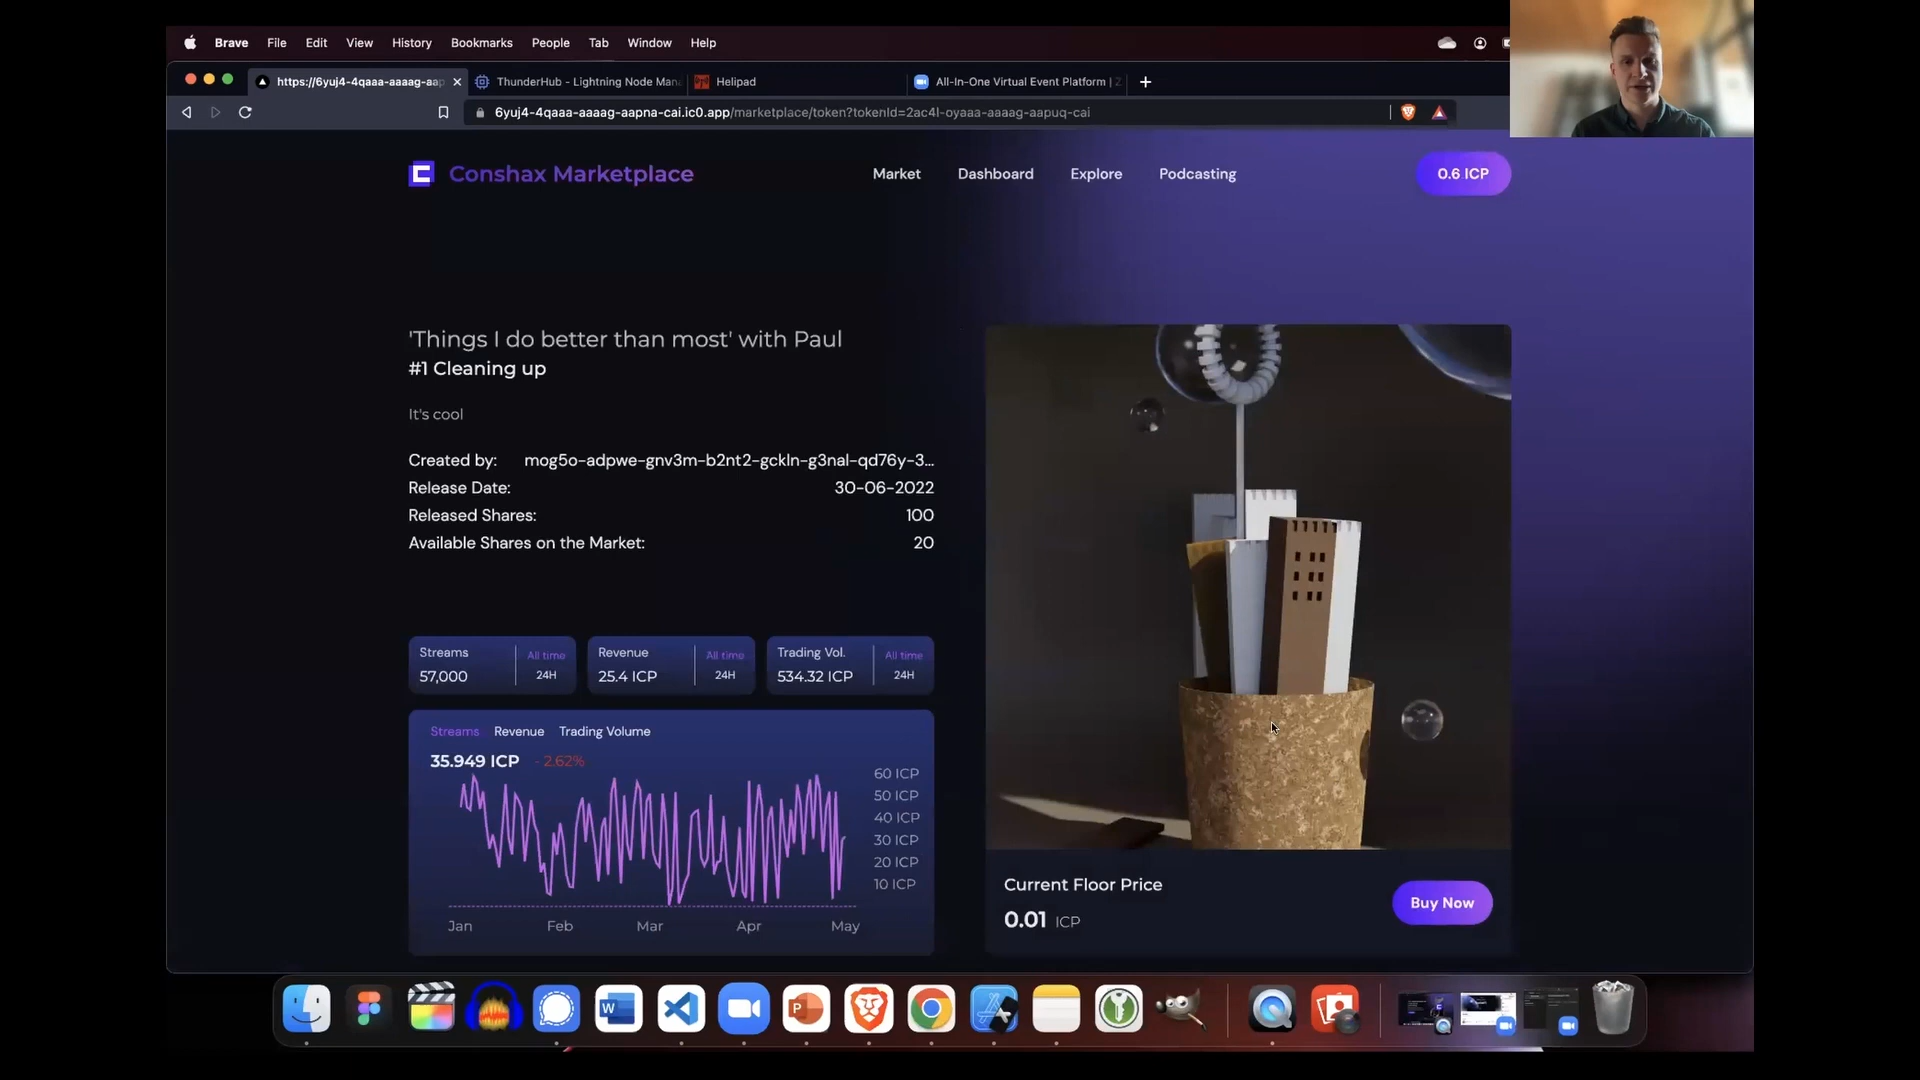 Brave File Edit View History Bookmarks People Tab Window Help
https://6yuj4-4qaaa-aaaag-aap
ThunderHub - Lightning Node Man
Helipad
All-In-One Virtual Event Platform | Z
6yuj4-4qaaa-aaaag-aapna-cai.ic0.app/marketplace/token?tokenId=2ac4l-oyaaa-aaaag-aapuq-cai
Conshax Marketplace
Market Dashboard Explore Podcasting
0.6 ICP
'Things I do better than most' with Paul
#1 Cleaning up
It's cool
Created by: mog5o-adpwe-gnv3m-b2nt2-gckln-g3nal-qd76y-3...
Release Date: 30-06-2022
Released Shares: 100
Available Shares on the Market: 20
Streams All time
57,000 24H
Revenue All time
25.4 ICP 24H
Trading Vol. All time
534.32 ICP 24H
Streams Revenue Trading Volume
35.949 ICP - 2.62%
60 ICP
50 ICP
40 ICP
30 ICP
20 ICP
10 ICP
Jan Feb Mar Apr May
Current Floor Price
0.01 ICP
Buy Now